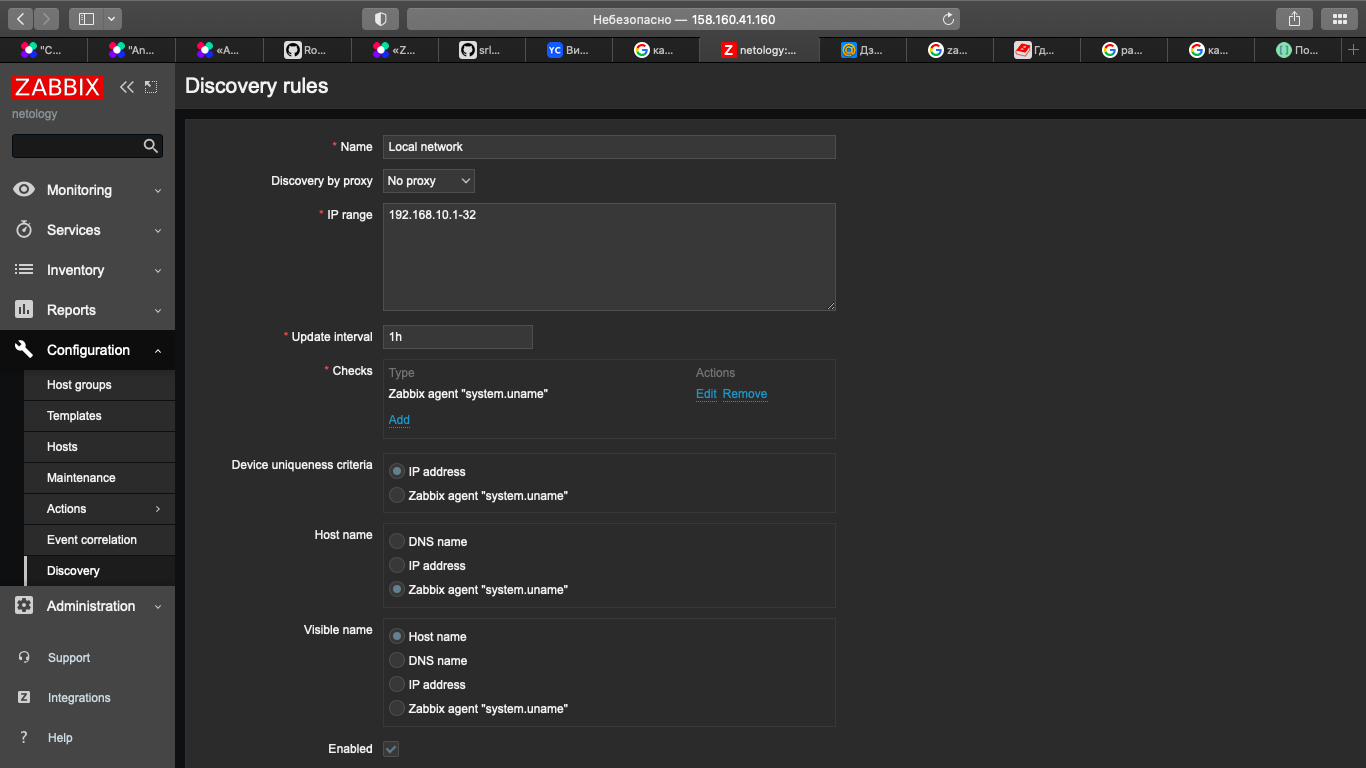 Небезопасно — 158.160.41.160
"C...
"An...
«A...
Ro...
«Z...
srl...
YC Ви...
ка...
Z netology:...
Дз...
za...
Гд...
pa...
ка...
По...
ZABBIX
netology
Monitoring
Services
Inventory
Reports
Configuration
Host groups
Templates
Hosts
Maintenance
Actions
Event correlation
Discovery
Administration
Support
Z Integrations
? Help
Discovery rules
* Name Local network
Discovery by proxy No proxy
* IP range 192.168.10.1-32
* Update interval 1h
* Checks Type Actions
Zabbix agent "system.uname" Edit Remove
Add
Device uniqueness criteria IP address
Zabbix agent "system.uname"
Host name DNS name
IP address
Zabbix agent "system.uname"
Visible name Host name
DNS name
IP address
Zabbix agent "system.uname"
Enabled